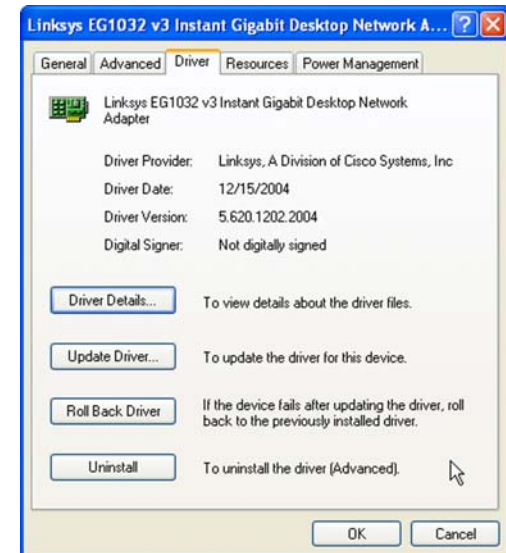 Linksys EG1032 v3 Instant Gigabit Desktop Network A...
General Advanced Driver Resources Power Management
Linksys EG1032 v3 Instant Gigabit Desktop Network
Adapter
Driver Provider: Linksys, A Division of Cisco Systems, Inc
Driver Date: 12/15/2004
Driver Version: 5.620.1202.2004
Digital Signer: Not digitally signed
Driver Details... To view details about the driver files.
Update Driver... To update the driver for this device.
Roll Back Driver If the device fails after updating the driver, roll
back to the previously installed driver.
Uninstall To uninstall the driver (Advanced).
OK Cancel